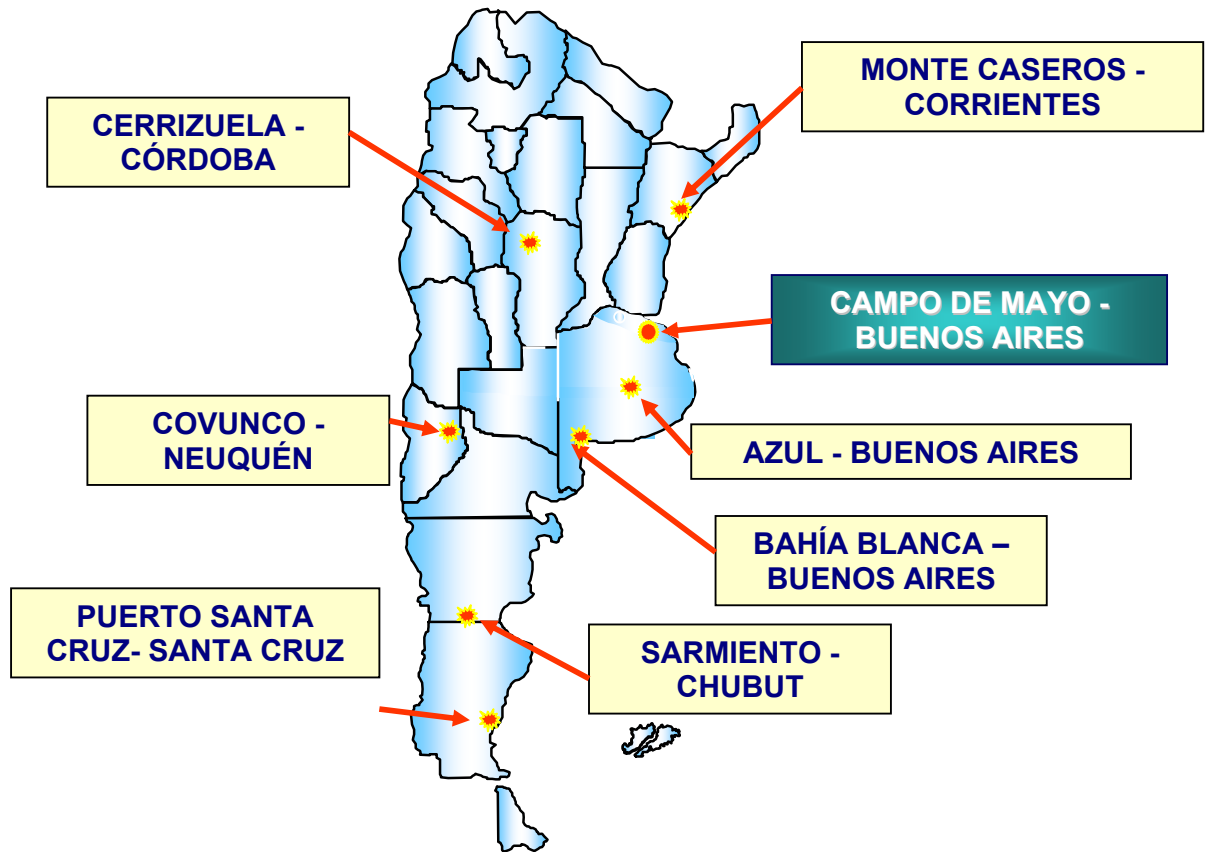 MONTE CASEROS -
CORRIENTES
CERRIZUELA -
CÓRDOBA
CAMPO DE MAYO -
BUENOS AIRES
COVUNCO -
NEUQUÉN
AZUL - BUENOS AIRES
BAHÍA BLANCA –
BUENOS AIRES
PUERTO SANTA
CRUZ- SANTA CRUZ
SARMIENTO -
CHUBUT